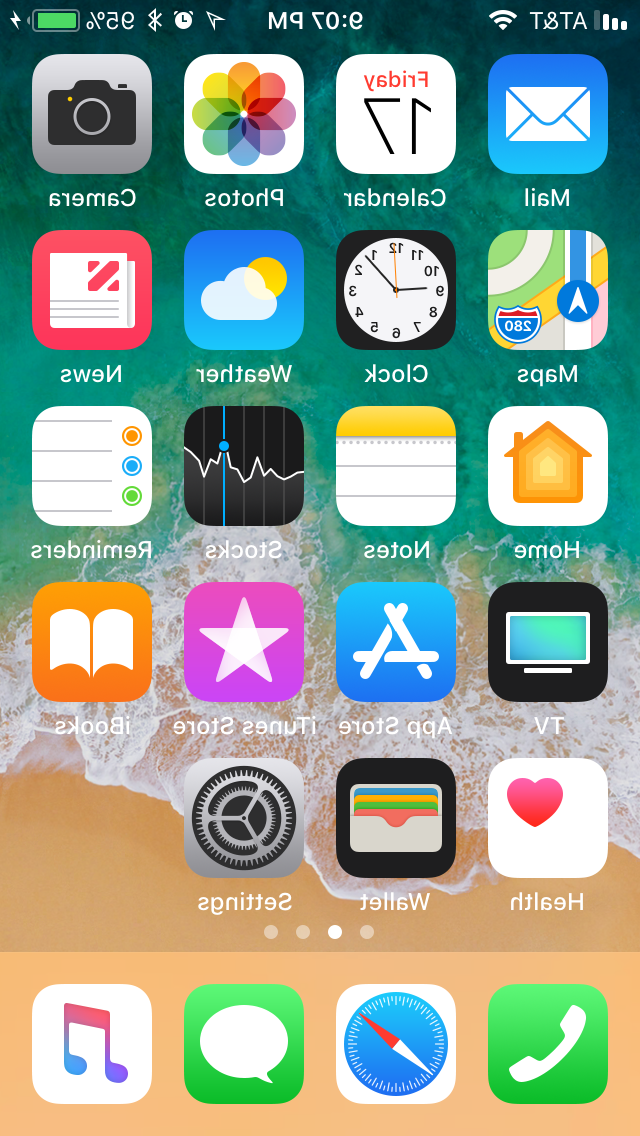 AT&T 9:07 PM 95%
Friday
17
Mail Calendar Photos Camera
12 11 10 9 8 7 6 5 4 3 2 1
280
Maps Clock Weather News
Home Notes Stocks Reminders
TV App Store iTunes Store iBooks
Health Wallet Settings